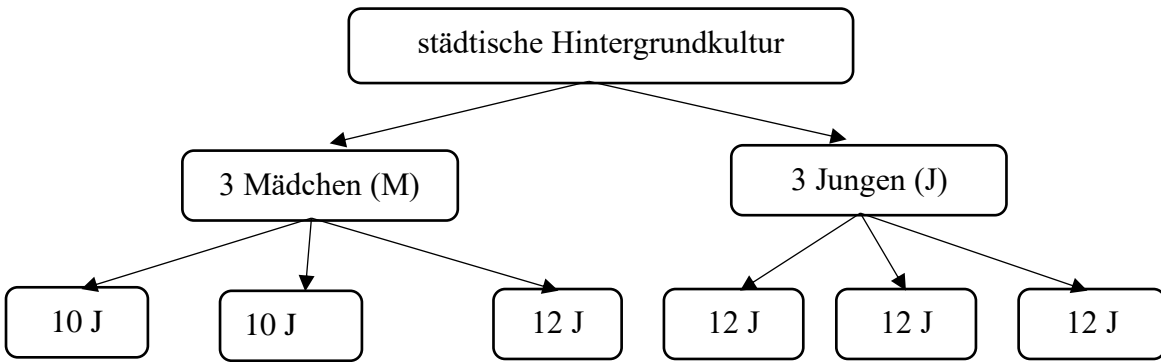 städtische Hintergrundkultur
3 Mädchen (M)
3 Jungen (J)
10 J
10 J
12 J
12 J
12 J
12 J